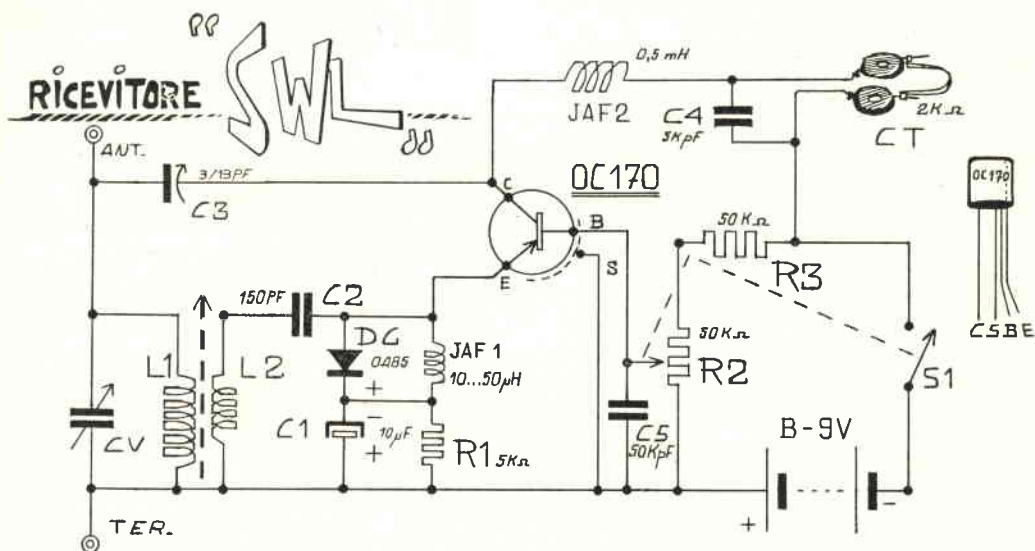 RICEVITORE "SWL"
ANT.
3/13PF
C3
0,5 mH
JAF2
C4
5KpF
2KΩ
CT
OC170
C
B
E
S
OC170
CSBE
50KΩ
R3
50KΩ
R2
S1
150PF
C2
L1
L2
DG
OA85
JAF1
10...50µH
+
-
C1
10µF
+
R1 5KΩ
C5
50KpF
B-9V
+
-
CV
TER.